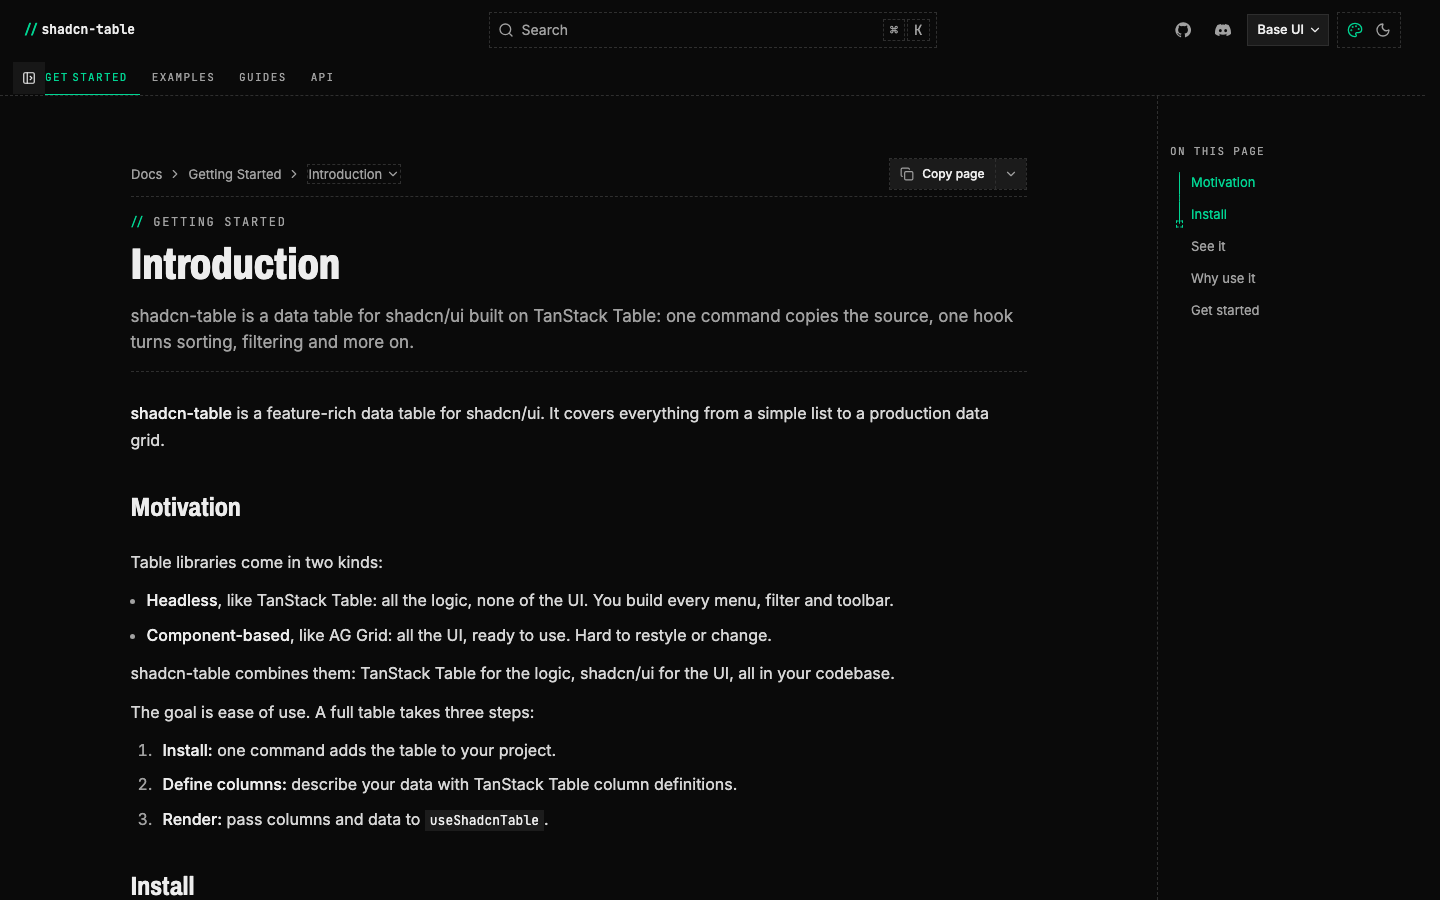 // shadcn-table
Search
⌘ K
Base UI
GET STARTED
EXAMPLES
GUIDES
API
Docs > Getting Started > Introduction
Copy page
// GETTING STARTED
Introduction
shadcn-table is a data table for shadcn/ui built on TanStack Table: one command copies the source, one hook
turns sorting, filtering and more on.
shadcn-table is a feature-rich data table for shadcn/ui. It covers everything from a simple list to a production data
grid.
Motivation
Table libraries come in two kinds:
• Headless, like TanStack Table: all the logic, none of the UI. You build every menu, filter and toolbar.
• Component-based, like AG Grid: all the UI, ready to use. Hard to restyle or change.
shadcn-table combines them: TanStack Table for the logic, shadcn/ui for the UI, all in your codebase.
The goal is ease of use. A full table takes three steps:
1. Install: one command adds the table to your project.
2. Define columns: describe your data with TanStack Table column definitions.
3. Render: pass columns and data to useShadcnTable.
Install
ON THIS PAGE
Motivation
Install
See it
Why use it
Get started